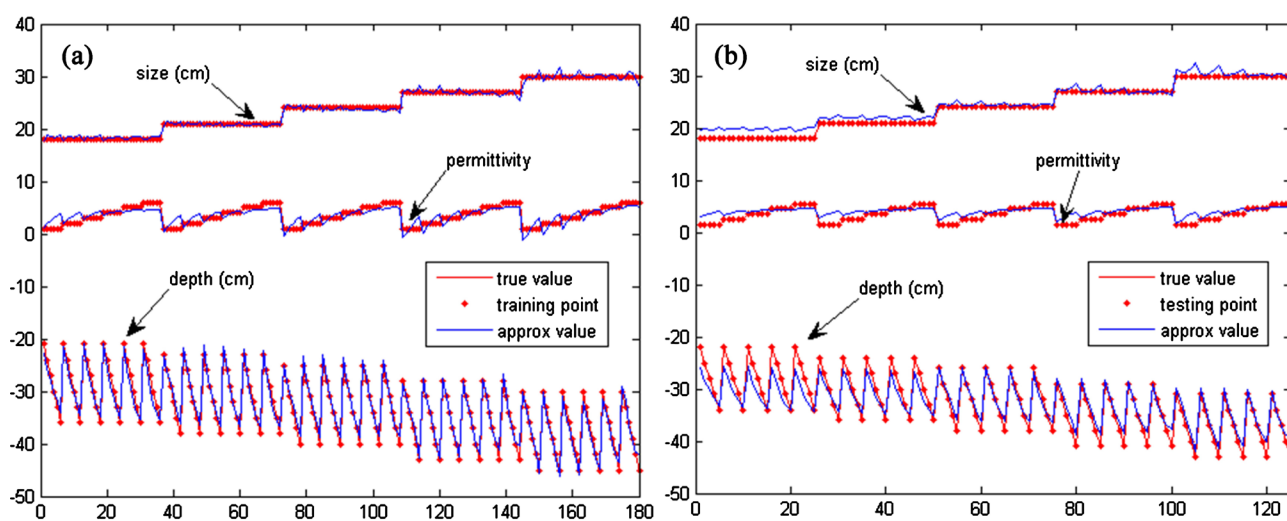 (a)
size (cm)
permittivity
depth (cm)
true value
training point
approx value
40
30
20
10
0
-10
-20
-30
-40
-50
0 20 40 60 80 100 120 140 160 180
(b)
size (cm)
permittivity
depth (cm)
true value
testing point
approx value
40
30
20
10
0
-10
-20
-30
-40
-50
0 20 40 60 80 100 120